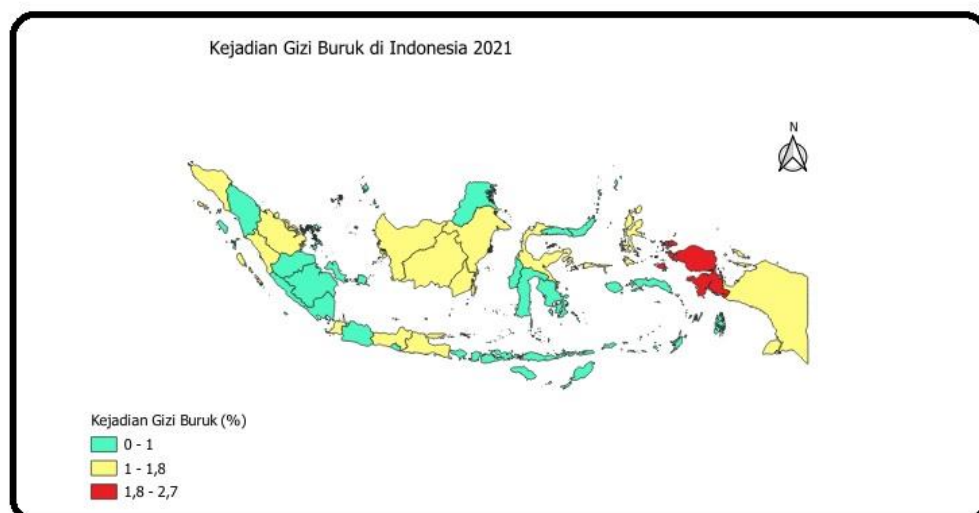 Kejadian Gizi Buruk di Indonesia 2021
N
Kejadian Gizi Buruk (%)
0 - 1
1 - 1,8
1,8 - 2,7